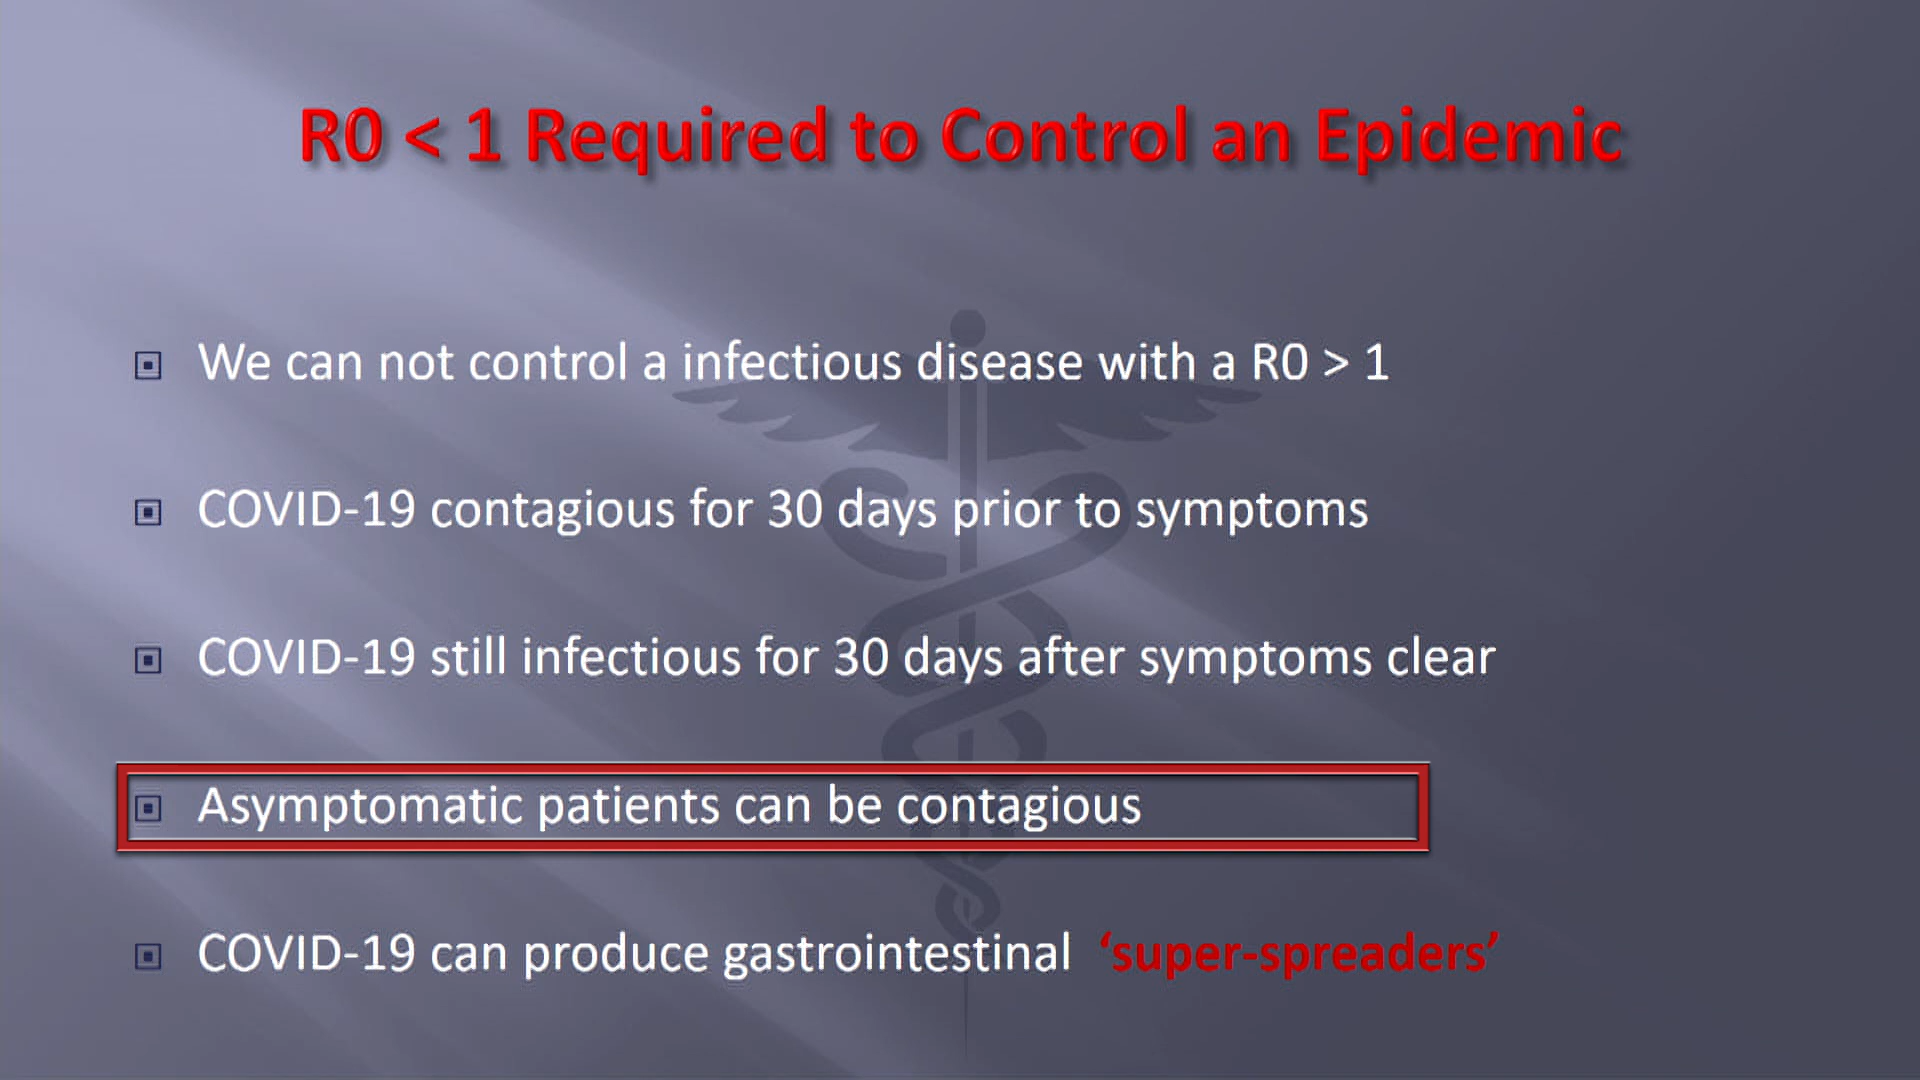 R0 < 1 Required to Control an Epidemic
We can not control a infectious disease with a R0 > 1
COVID-19 contagious for 30 days prior to symptoms
COVID-19 still infectious for 30 days after symptoms clear
Asymptomatic patients can be contagious
COVID-19 can produce gastrointestinal ‘super-spreaders’